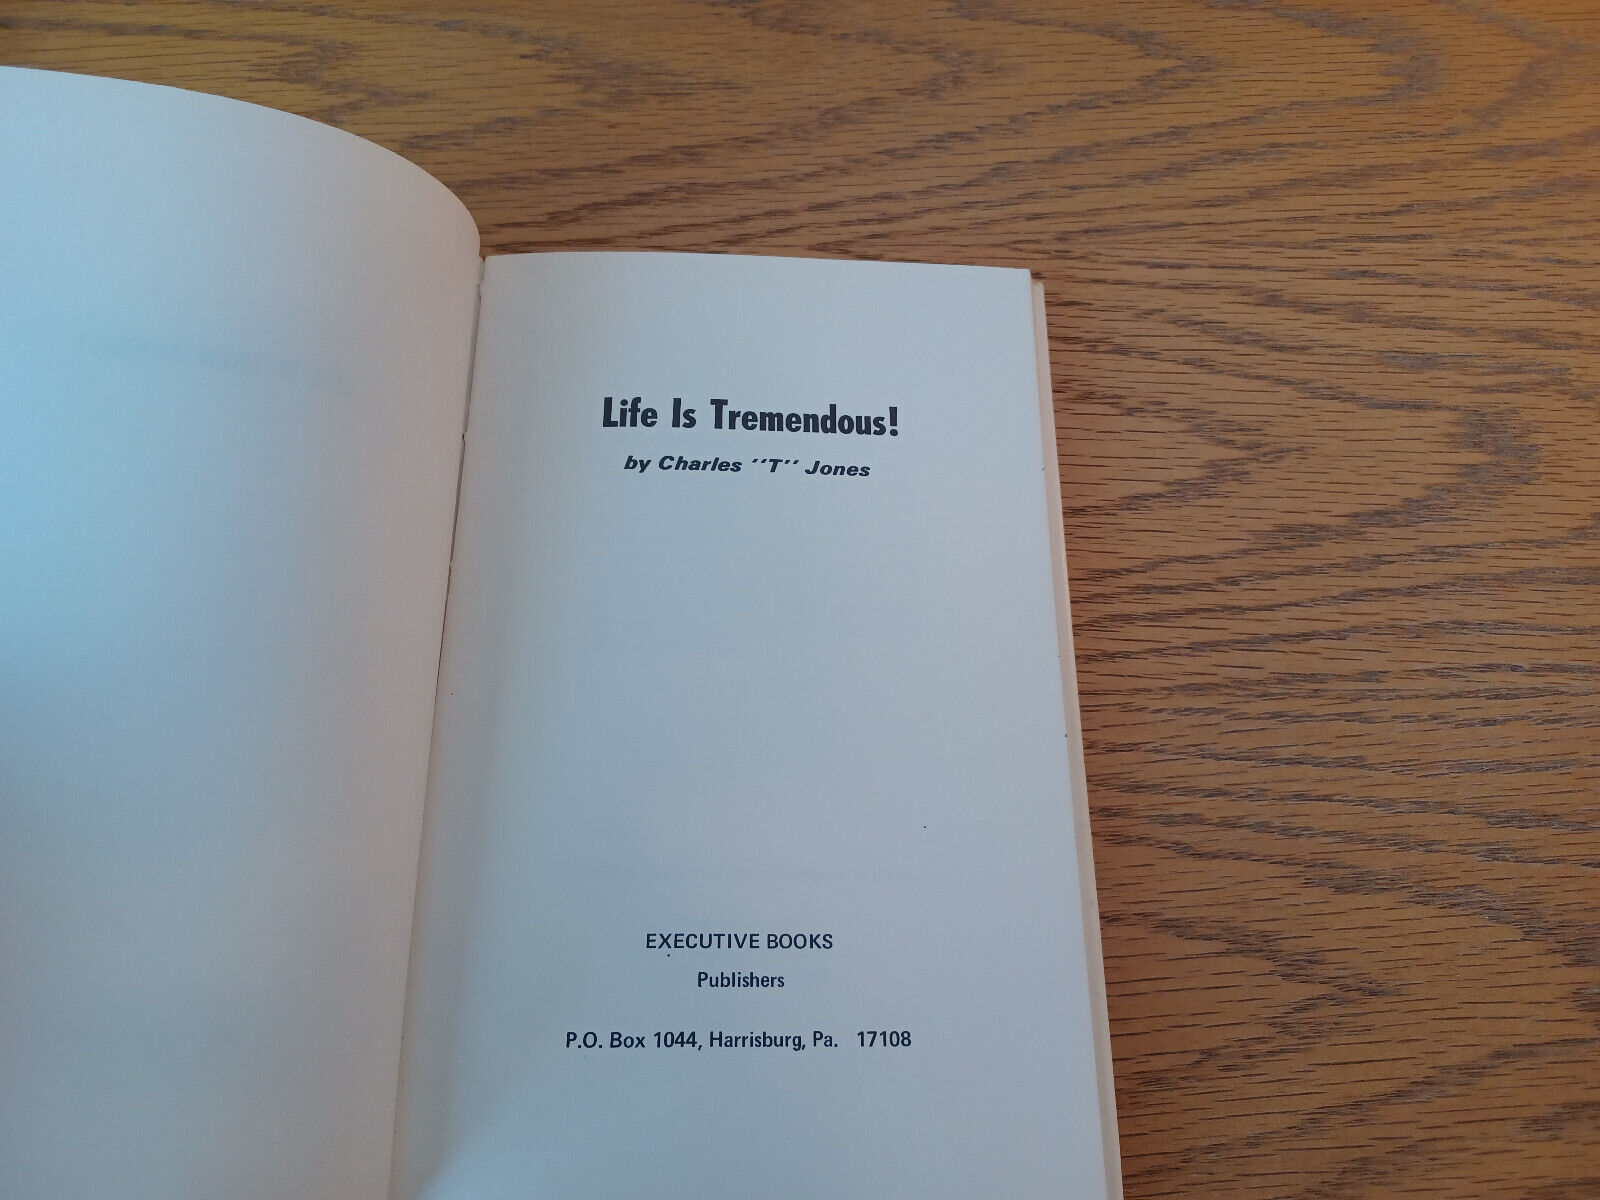 Life Is Tremendous!
by Charles "T" Jones
EXECUTIVE BOOKS
Publishers
P.O. Box 1044, Harrisburg, Pa. 17108